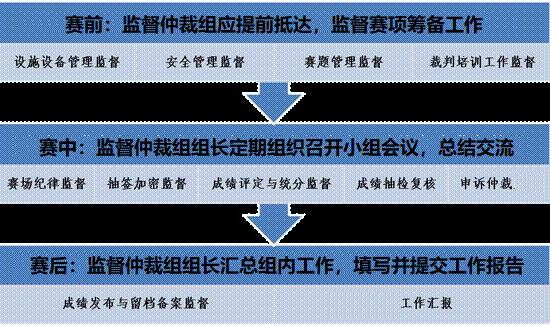 赛前：监督仲裁组应提前抵达，监督赛项筹备工作
设施设备管理监督 安全管理监督 赛题管理监督 裁判培训工作监督
赛中：监督仲裁组组长定期组织召开小组会议，总结交流
赛场纪律监督 抽签加密监督 成绩评定与统分监督 成绩抽检复核 申诉仲裁
赛后：监督仲裁组组长汇总组内工作，填写并提交工作报告
成绩发布与留档备案监督 工作汇报